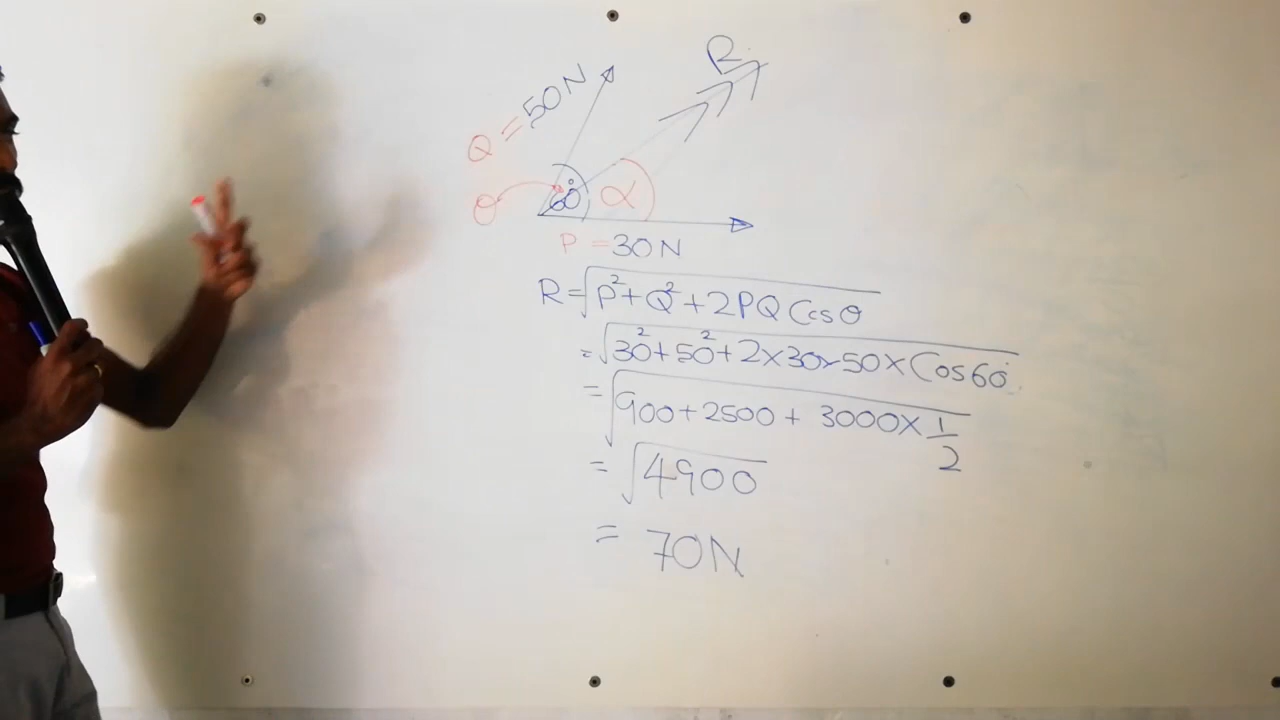 R
Q = 50N
θ 60° α
P = 30N
R = √P² + Q² + 2PQ Cos θ
= √30² + 50² + 2 × 30 × 50 × Cos 60°
= √900 + 2500 + 3000 × 1/2
= √4900
= 70N